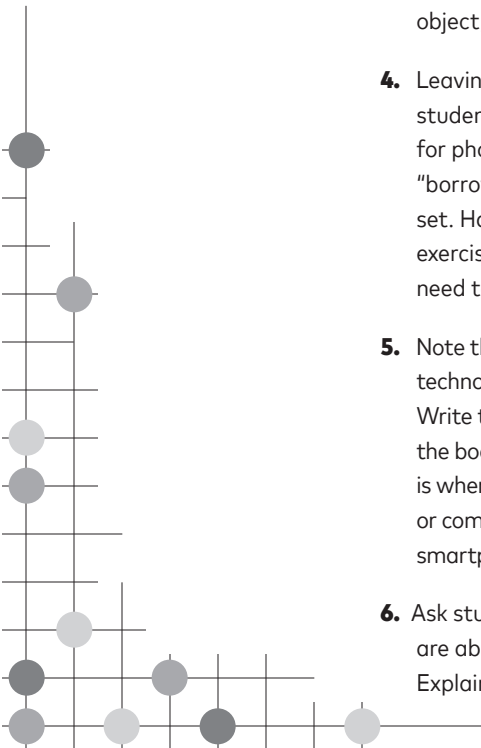 object
4. Leavin
studen
for pho
"borro
set. Ho
exercis
need t
5. Note th
techno
Write t
the boo
is wher
or com
smartp
6. Ask stu
are ab
Explain